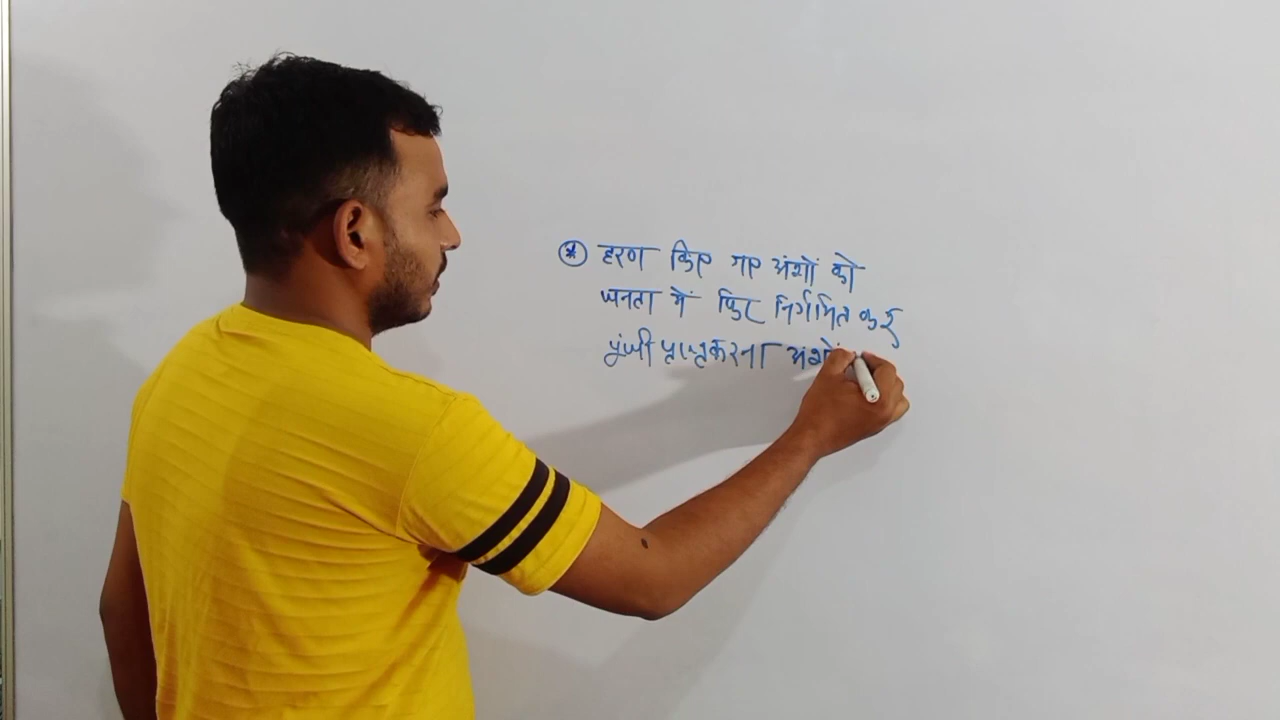 हरण किए गए अंशों को
जनता में फिर निर्गमित कर
पूंजी प्राप्त करना अंशों